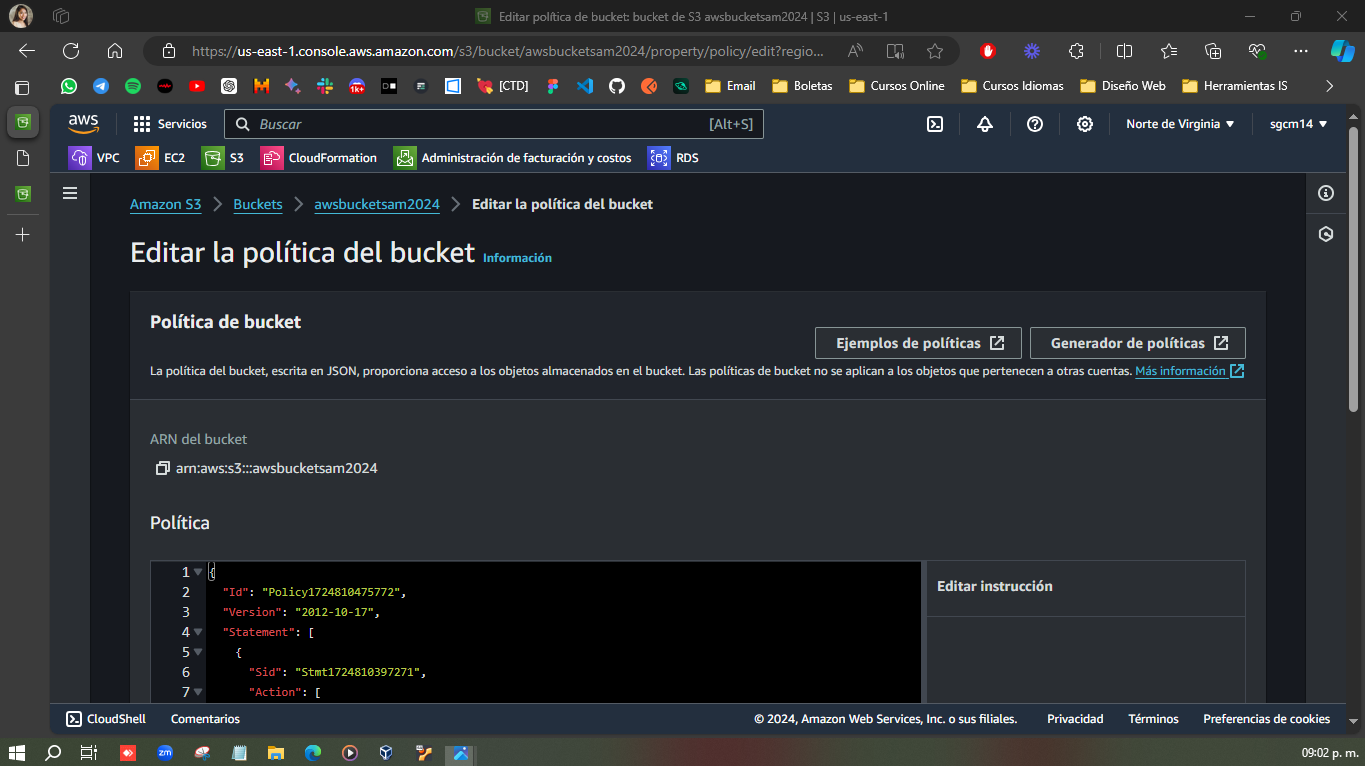 Editar política de bucket: bucket de S3 awsbucketsam2024 | S3 | us-east-1
https://us-east-1.console.aws.amazon.com/s3/bucket/awsbucketsam2024/property/policy/edit?regio...
1k+ [CTD] Email Boletas Cursos Online Cursos Idiomas Diseño Web Herramientas IS
aws Servicios Buscar [Alt+S] Norte de Virginia sgcm14
VPC EC2 S3 CloudFormation Administración de facturación y costos RDS
Amazon S3 Buckets awsbucketsam2024 Editar la política del bucket
Editar la política del bucket Información
Política de bucket
Ejemplos de políticas Generador de políticas
La política del bucket, escrita en JSON, proporciona acceso a los objetos almacenados en el bucket. Las políticas de bucket no se aplican a los objetos que pertenecen a otras cuentas. Más información
ARN del bucket
arn:aws:s3:::awsbucketsam2024
Política
1 {
2 "Id": "Policy1724810475772",
3 "Version": "2012-10-17",
4 "Statement": [
5 {
6 "Sid": "Stmt1724810397271",
7 "Action": [
Editar instrucción
CloudShell Comentarios © 2024, Amazon Web Services, Inc. o sus filiales. Privacidad Términos Preferencias de cookies
zm 09:02 p. m.